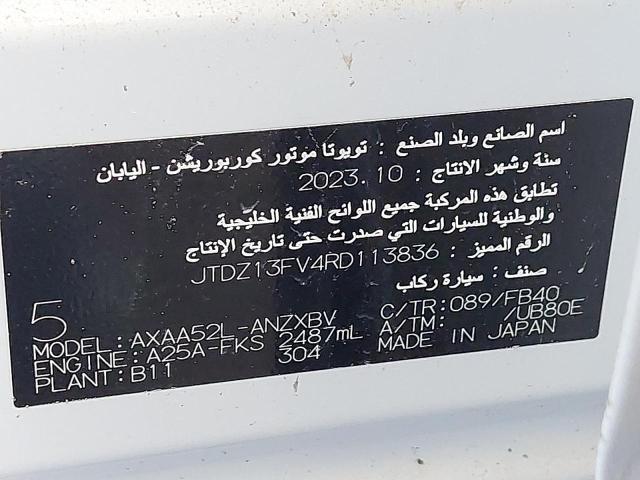 اسم الصانع وبلد الصنع : تويوتا موتور كوربوريشن - اليابان
سنة وشهر الانتاج : 2023.10
تطابق هذه المركبة جميع اللوائح الفنية الخليجية
والوطنية للسيارات التي صدرت حتى تاريخ الإنتاج
الرقم المميز : JTDZ13FV4RD113836
صنف : سيارة ركاب
5
MODEL: AXAA52L-ANZXBV C/TR: 089/FB40
ENGINE: A25A-FKS 2487mL A/TM: /UB80E
PLANT: B11 304 MADE IN JAPAN